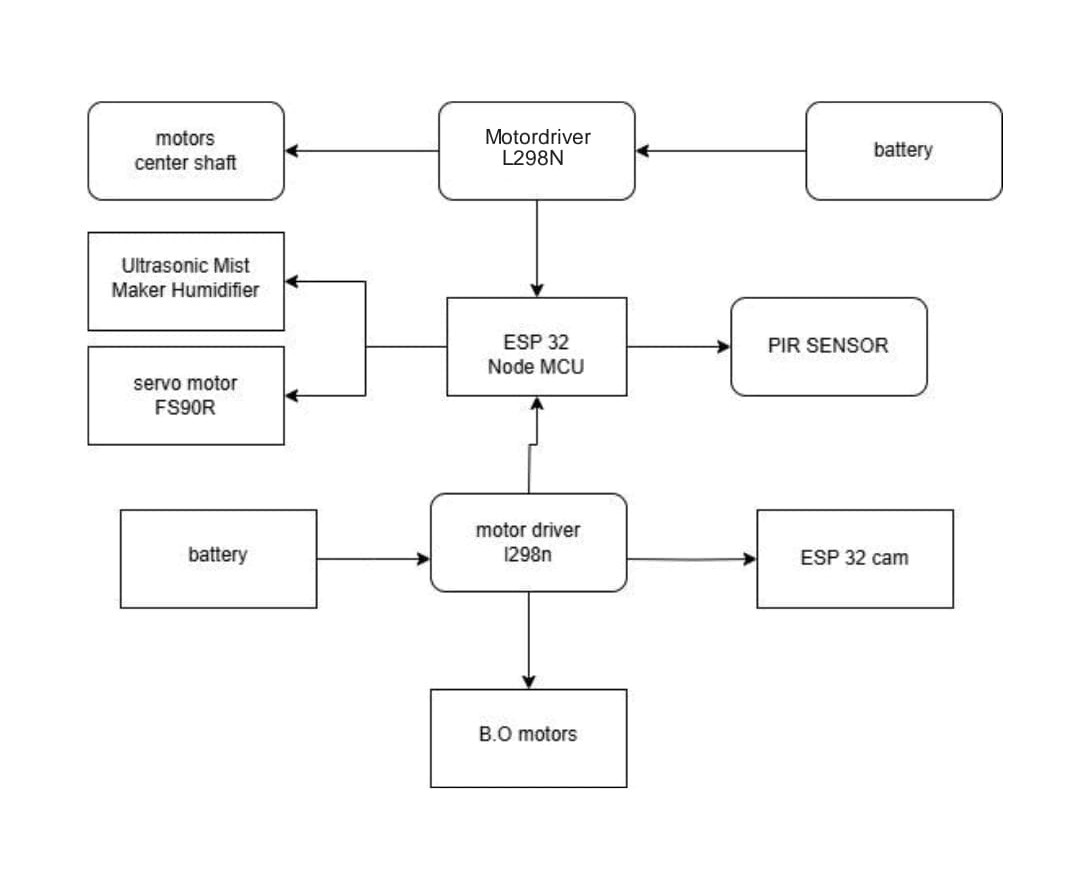 motors
center shaft
Motordriver
L298N
battery
Ultrasonic Mist
Maker Humidifier
ESP 32
Node MCU
PIR SENSOR
servo motor
FS90R
battery
motor driver
l298n
ESP 32 cam
B.O motors